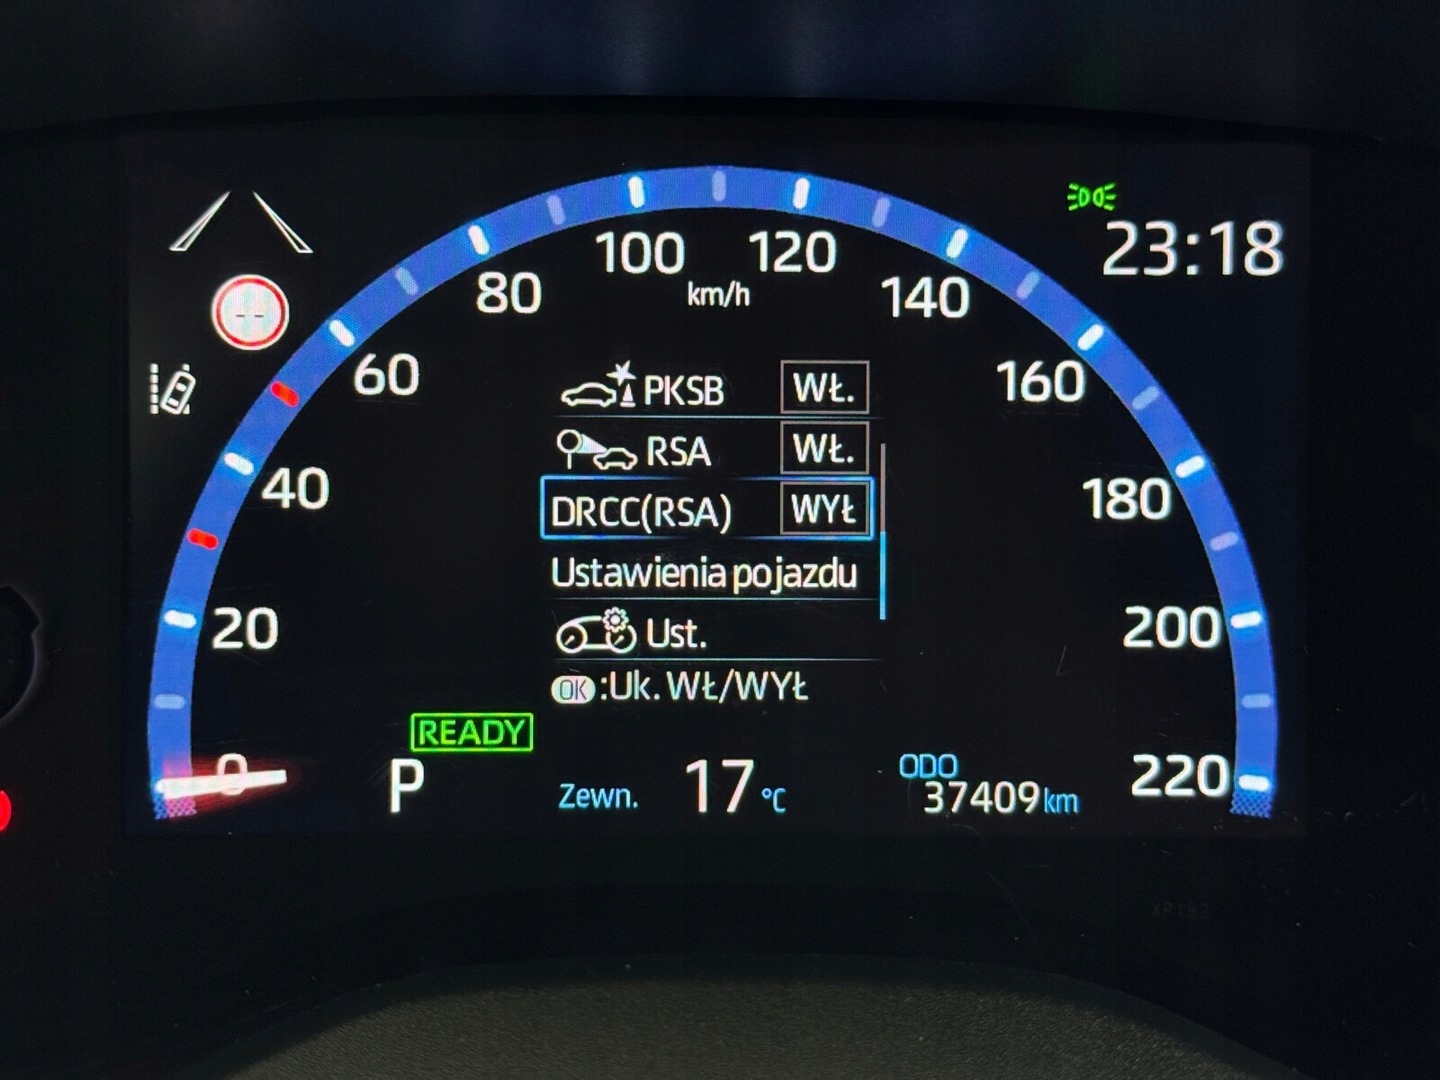 23:18
100 120
km/h
80 140
60 160
PKSB WŁ.
RSA WŁ.
40 180
DRCC(RSA) WYŁ
Ustawienia pojazdu
20 200
Ust.
OK :Uk. WŁ/WYŁ
READY
0 220
P
Zewn. 17 °C
ODO
37409 km
XP182